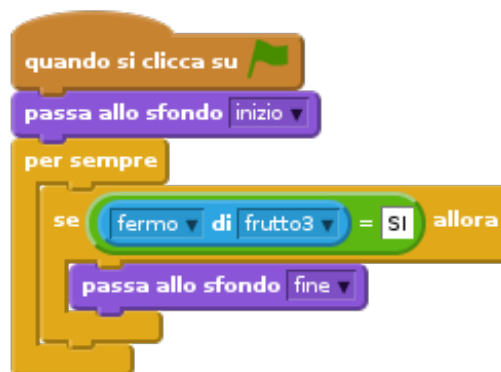 quando si clicca su
passa allo sfondo inizio
per sempre
se fermo di frutto3 = SI allora
passa allo sfondo fine